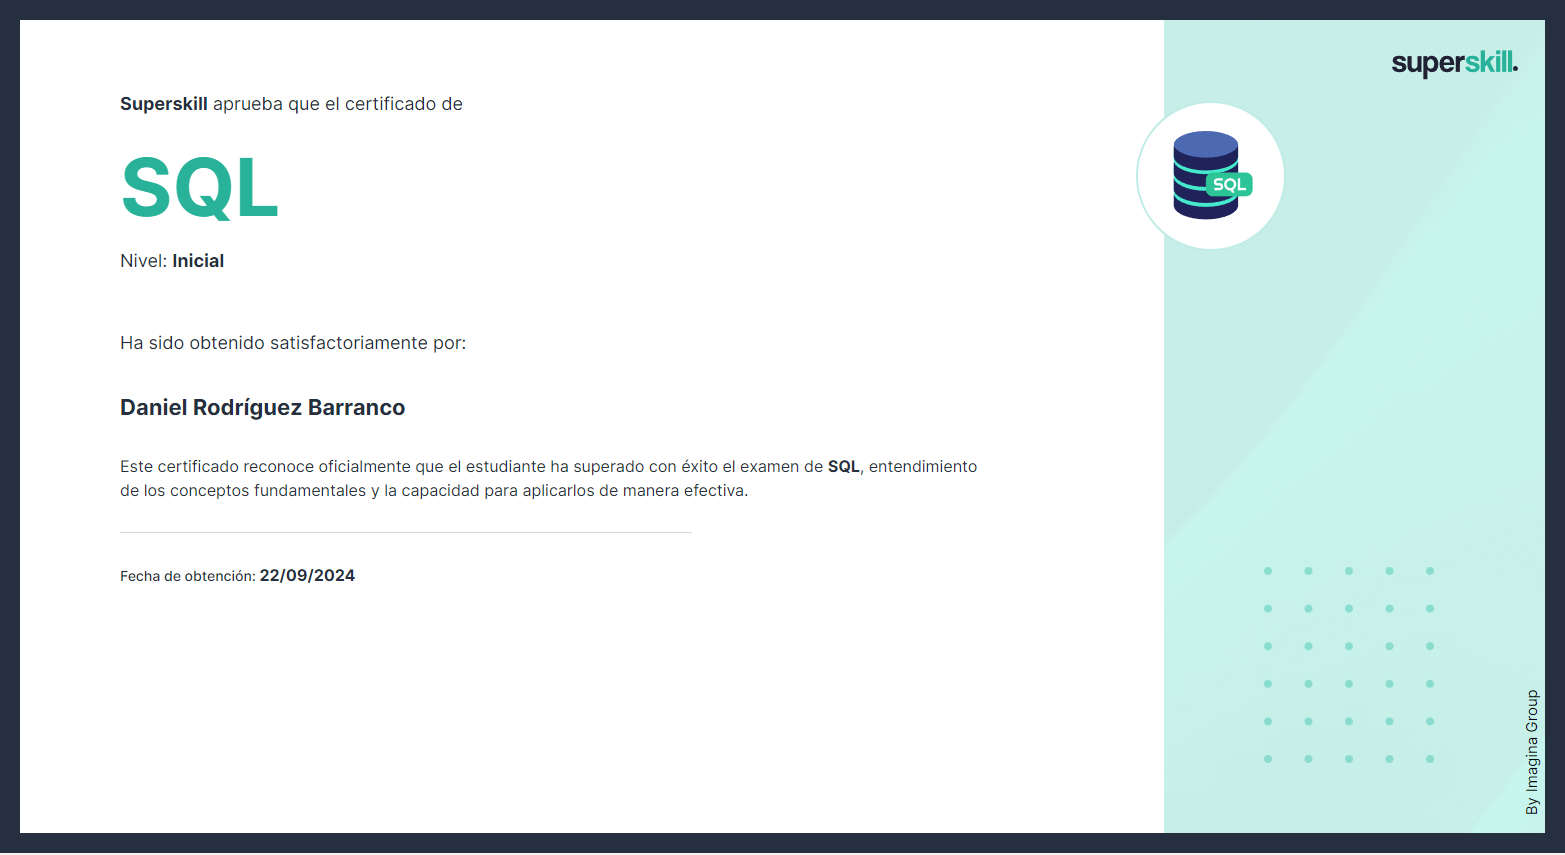 superskill.
Superskill aprueba que el certificado de
SQL
SQL
Nivel: Inicial
Ha sido obtenido satisfactoriamente por:
Daniel Rodríguez Barranco
Este certificado reconoce oficialmente que el estudiante ha superado con éxito el examen de SQL, entendimiento
de los conceptos fundamentales y la capacidad para aplicarlos de manera efectiva.
Fecha de obtención: 22/09/2024
By Imagina Group